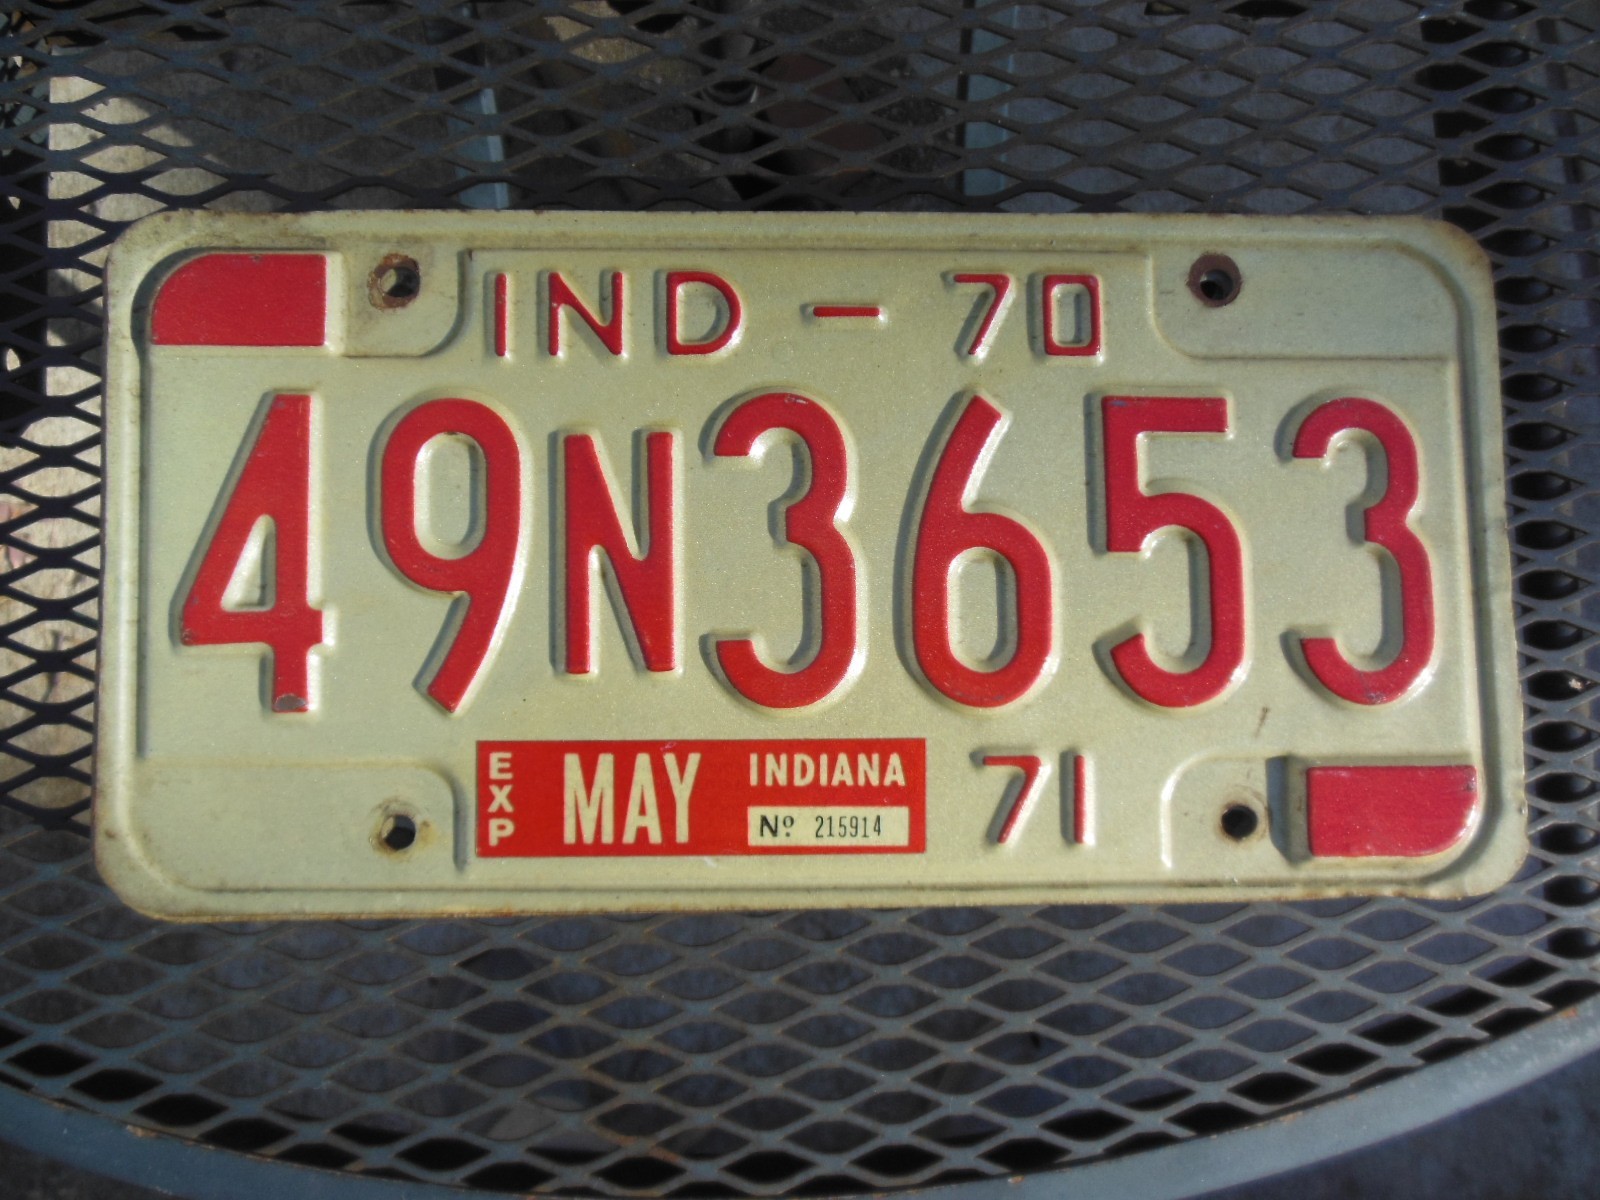 IND - 70
49N3653
EXP MAY INDIANA 71
Nº 215914